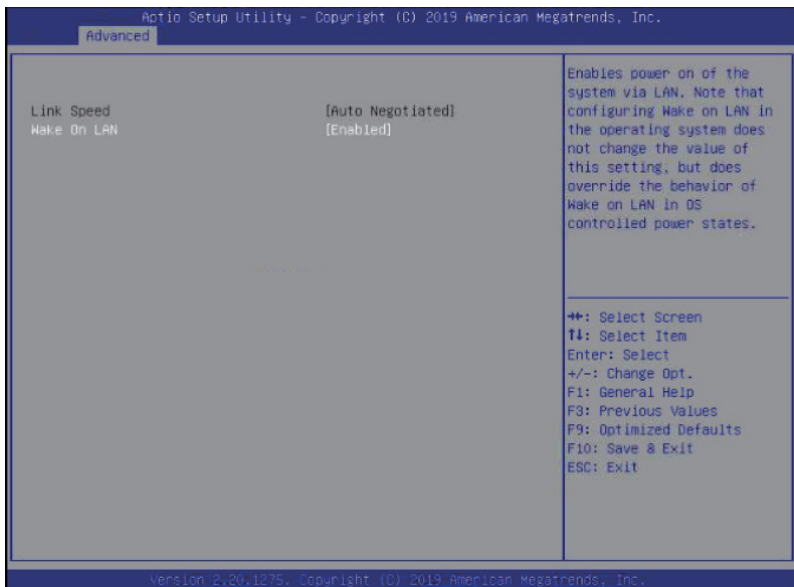 Aptio Setup Utility - Copyright (C) 2019 American Megatrends, Inc.
Advanced
Link Speed [Auto Negotiated]
Wake On LAN [Enabled]
Enables power on of the
system via LAN. Note that
configuring Wake on LAN in
the operating system does
not change the value of
this setting, but does
override the behavior of
Wake on LAN in OS
controlled power states.
→←: Select Screen
↑↓: Select Item
Enter: Select
+/-: Change Opt.
F1: General Help
F3: Previous Values
F9: Optimized Defaults
F10: Save & Exit
ESC: Exit
Version 2.20.1275. Copyright (C) 2019 American Megatrends, Inc.